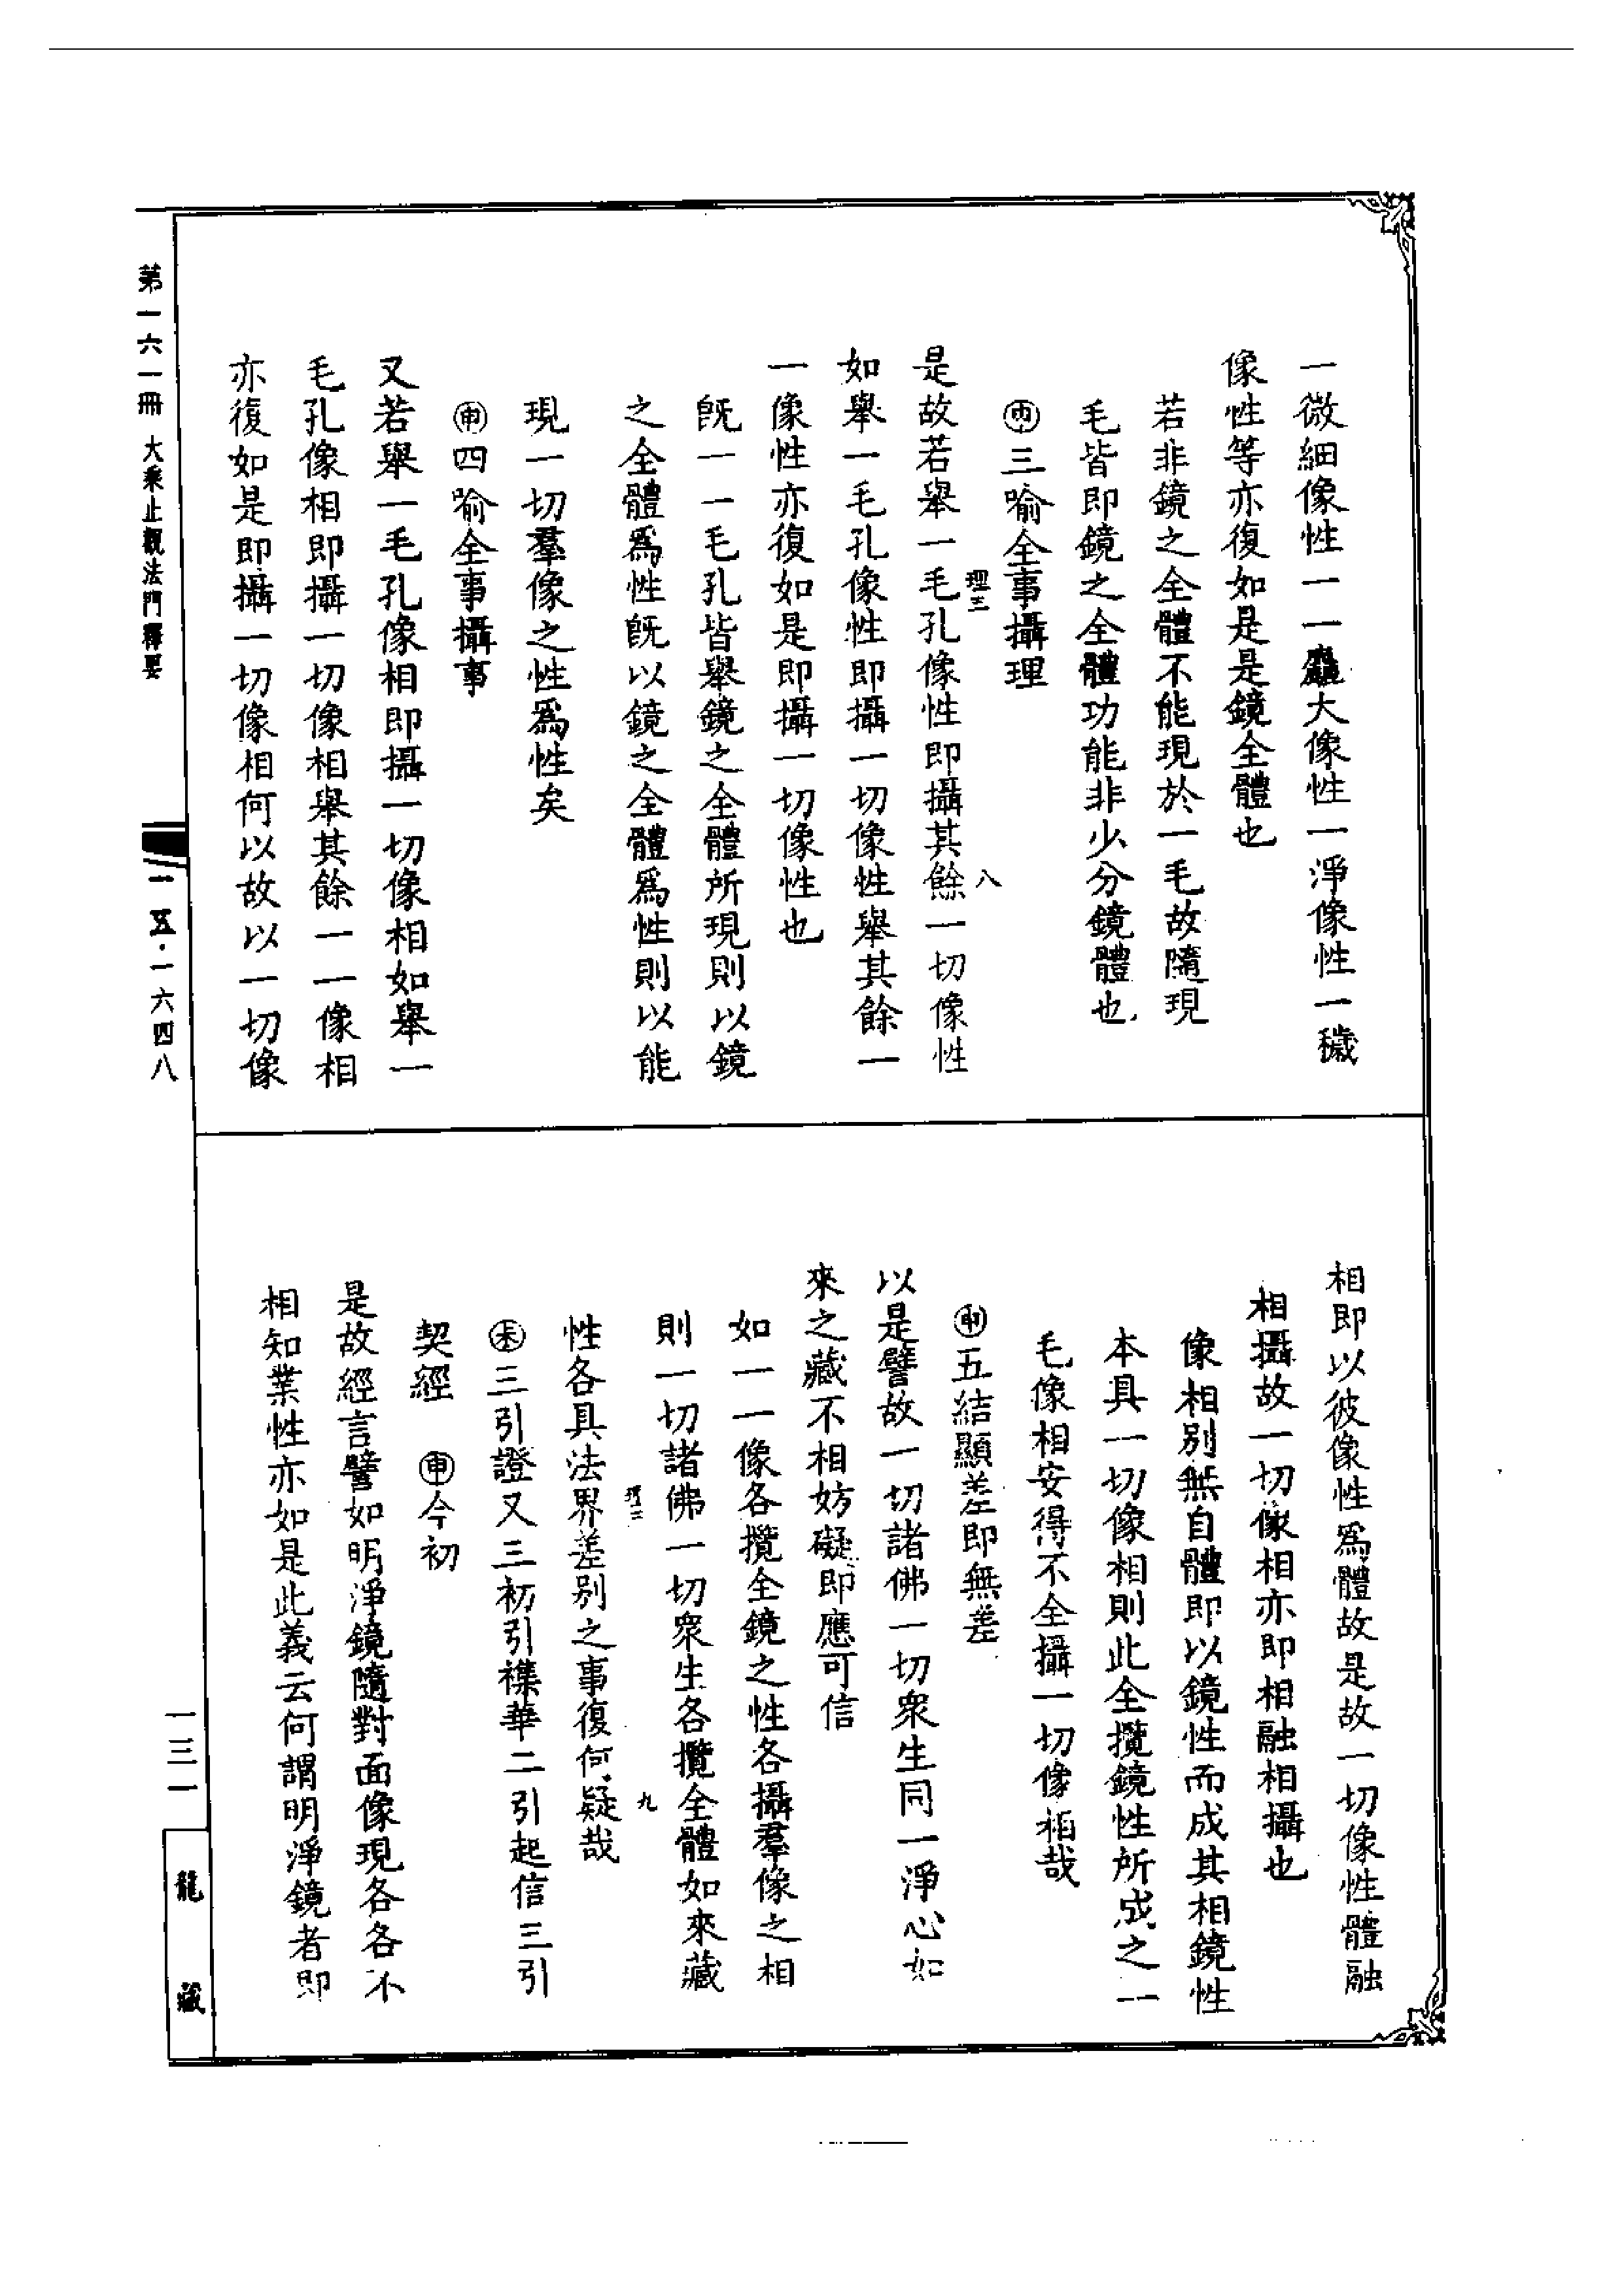 一微細像性一一麤大像性一淨像性一穢
像性等亦復如是是鏡全體也
若非鏡之全體不能現於一毛故隨現
毛皆即鏡之全體功能非少分鏡體也
㊥三喻全事攝理
是故若舉一毛孔像性即攝其餘一切像性
理三
八
如舉一毛孔像性即攝一切像性舉其餘一
一像性亦復如是即攝一切像性也
旣一一毛孔皆舉鏡之全體所現則以鏡
之全體爲性旣以鏡之全體爲性則以能
現一切羣像之性爲性矣
㊥四喻全事攝事
又若舉一毛孔像相即攝一切像相如舉一
毛孔像相即攝一切像相舉其餘一一像相
亦復如是即攝一切像相何以故以一切像
相即以彼像性爲體故是故一切像性體融
相攝故一切像相亦即相融相攝也
像相別無自體即以鏡性而成其相鏡性
本具一切像相則此全攬鏡性所成之一
毛像相安得不全攝一切像相哉
㊥五結顯差即無差
以是譬故一切諸佛一切衆生同一淨心如
來之藏不相妨礙即應可信
如一一像各攬全鏡之性各攝羣像之相
則一切諸佛一切衆生各攬全體如來藏
理三
九
性各具法界差別之事復何疑哉
㊍三引證又三初引襍華二引起信三引
契經 ㊥今初
是故經言譬如明淨鏡隨對面像現各各不
相知業性亦如是此義云何謂明淨鏡者即
第一六一冊 大乘止觀法門釋要
一五·一六四八
一三一
龍藏